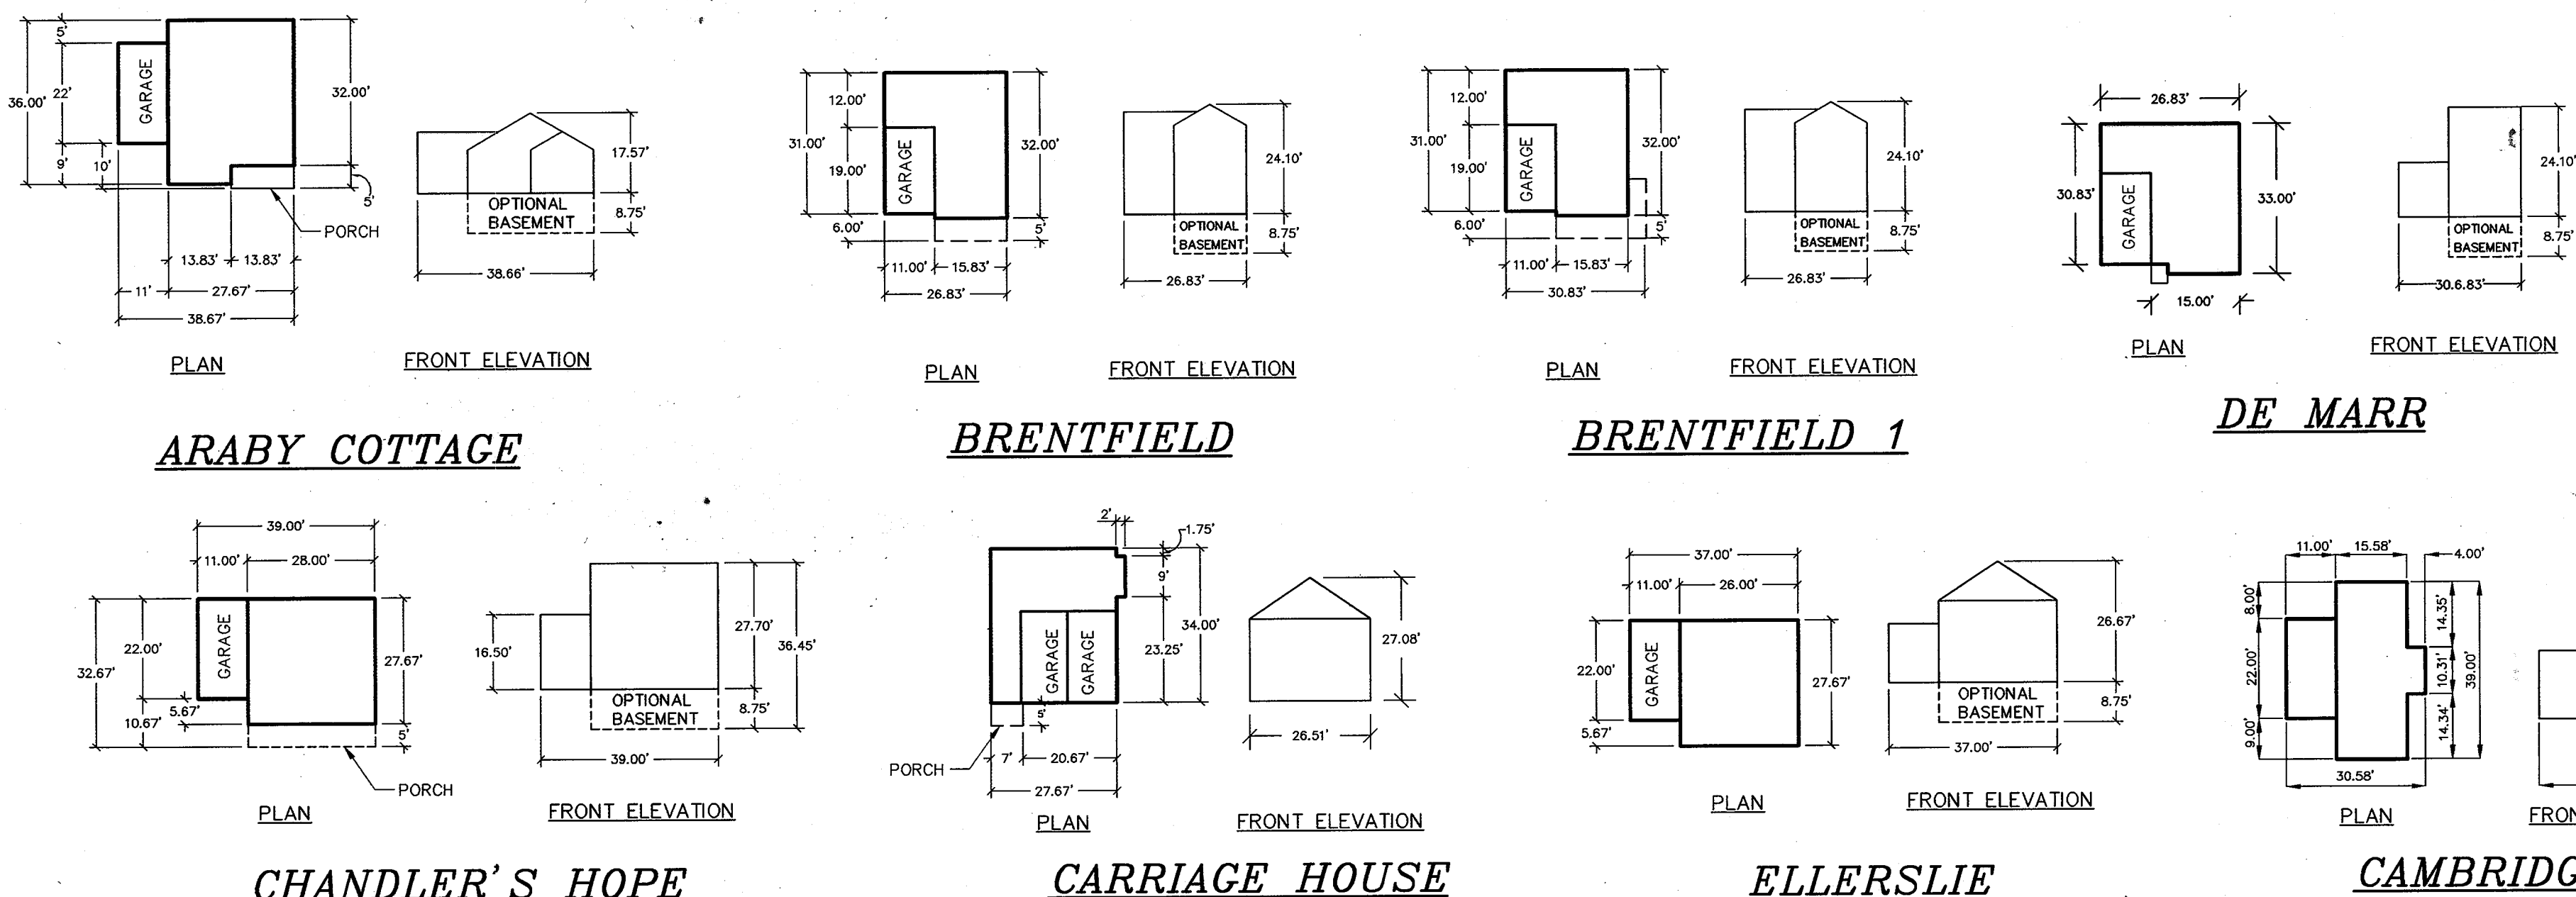 5'
36.00'
22'
GARAGE
32.00'
9'
10'
5'
PORCH
13.83'
13.83'
11'
27.67'
38.67'
PLAN
17.57'
OPTIONAL
BASEMENT
8.75'
38.66'
FRONT ELEVATION
ARABY COTTAGE
12.00'
31.00'
19.00'
GARAGE
32.00'
6.00'
5'
11.00'
15.83'
26.83'
PLAN
24.10'
OPTIONAL
BASEMENT
8.75'
26.83'
FRONT ELEVATION
BRENTFIELD
12.00'
31.00'
19.00'
GARAGE
32.00'
6.00'
5'
11.00'
15.83'
30.83'
PLAN
24.10'
OPTIONAL
BASEMENT
8.75'
26.83'
FRONT ELEVATION
BRENTFIELD 1
26.83'
30.83'
GARAGE
33.00'
15.00'
PLAN
24.10'
OPTIONAL
BASEMENT
8.75'
30.6.83'
FRONT ELEVATION
DE MARR
39.00'
11.00'
28.00'
GARAGE
22.00'
32.67'
27.67'
5.67'
10.67'
5'
PORCH
PLAN
16.50'
27.70'
36.45'
OPTIONAL
BASEMENT
8.75'
39.00'
FRONT ELEVATION
CHANDLER'S HOPE
2'
1.75'
9'
34.00'
GARAGE
GARAGE
23.25'
5'
PORCH
7'
20.67'
27.67'
PLAN
27.08'
26.51'
FRONT ELEVATION
CARRIAGE HOUSE
37.00'
11.00'
26.00'
22.00'
GARAGE
27.67'
5.67'
PLAN
26.67'
OPTIONAL
BASEMENT
8.75'
37.00'
FRONT ELEVATION
ELLERSLIE
11.00'
15.58'
4.00'
8.00'
14.35'
22.00'
10.31'
39.00'
9.00'
14.34'
30.58'
PLAN
FRON
CAMBRIDG